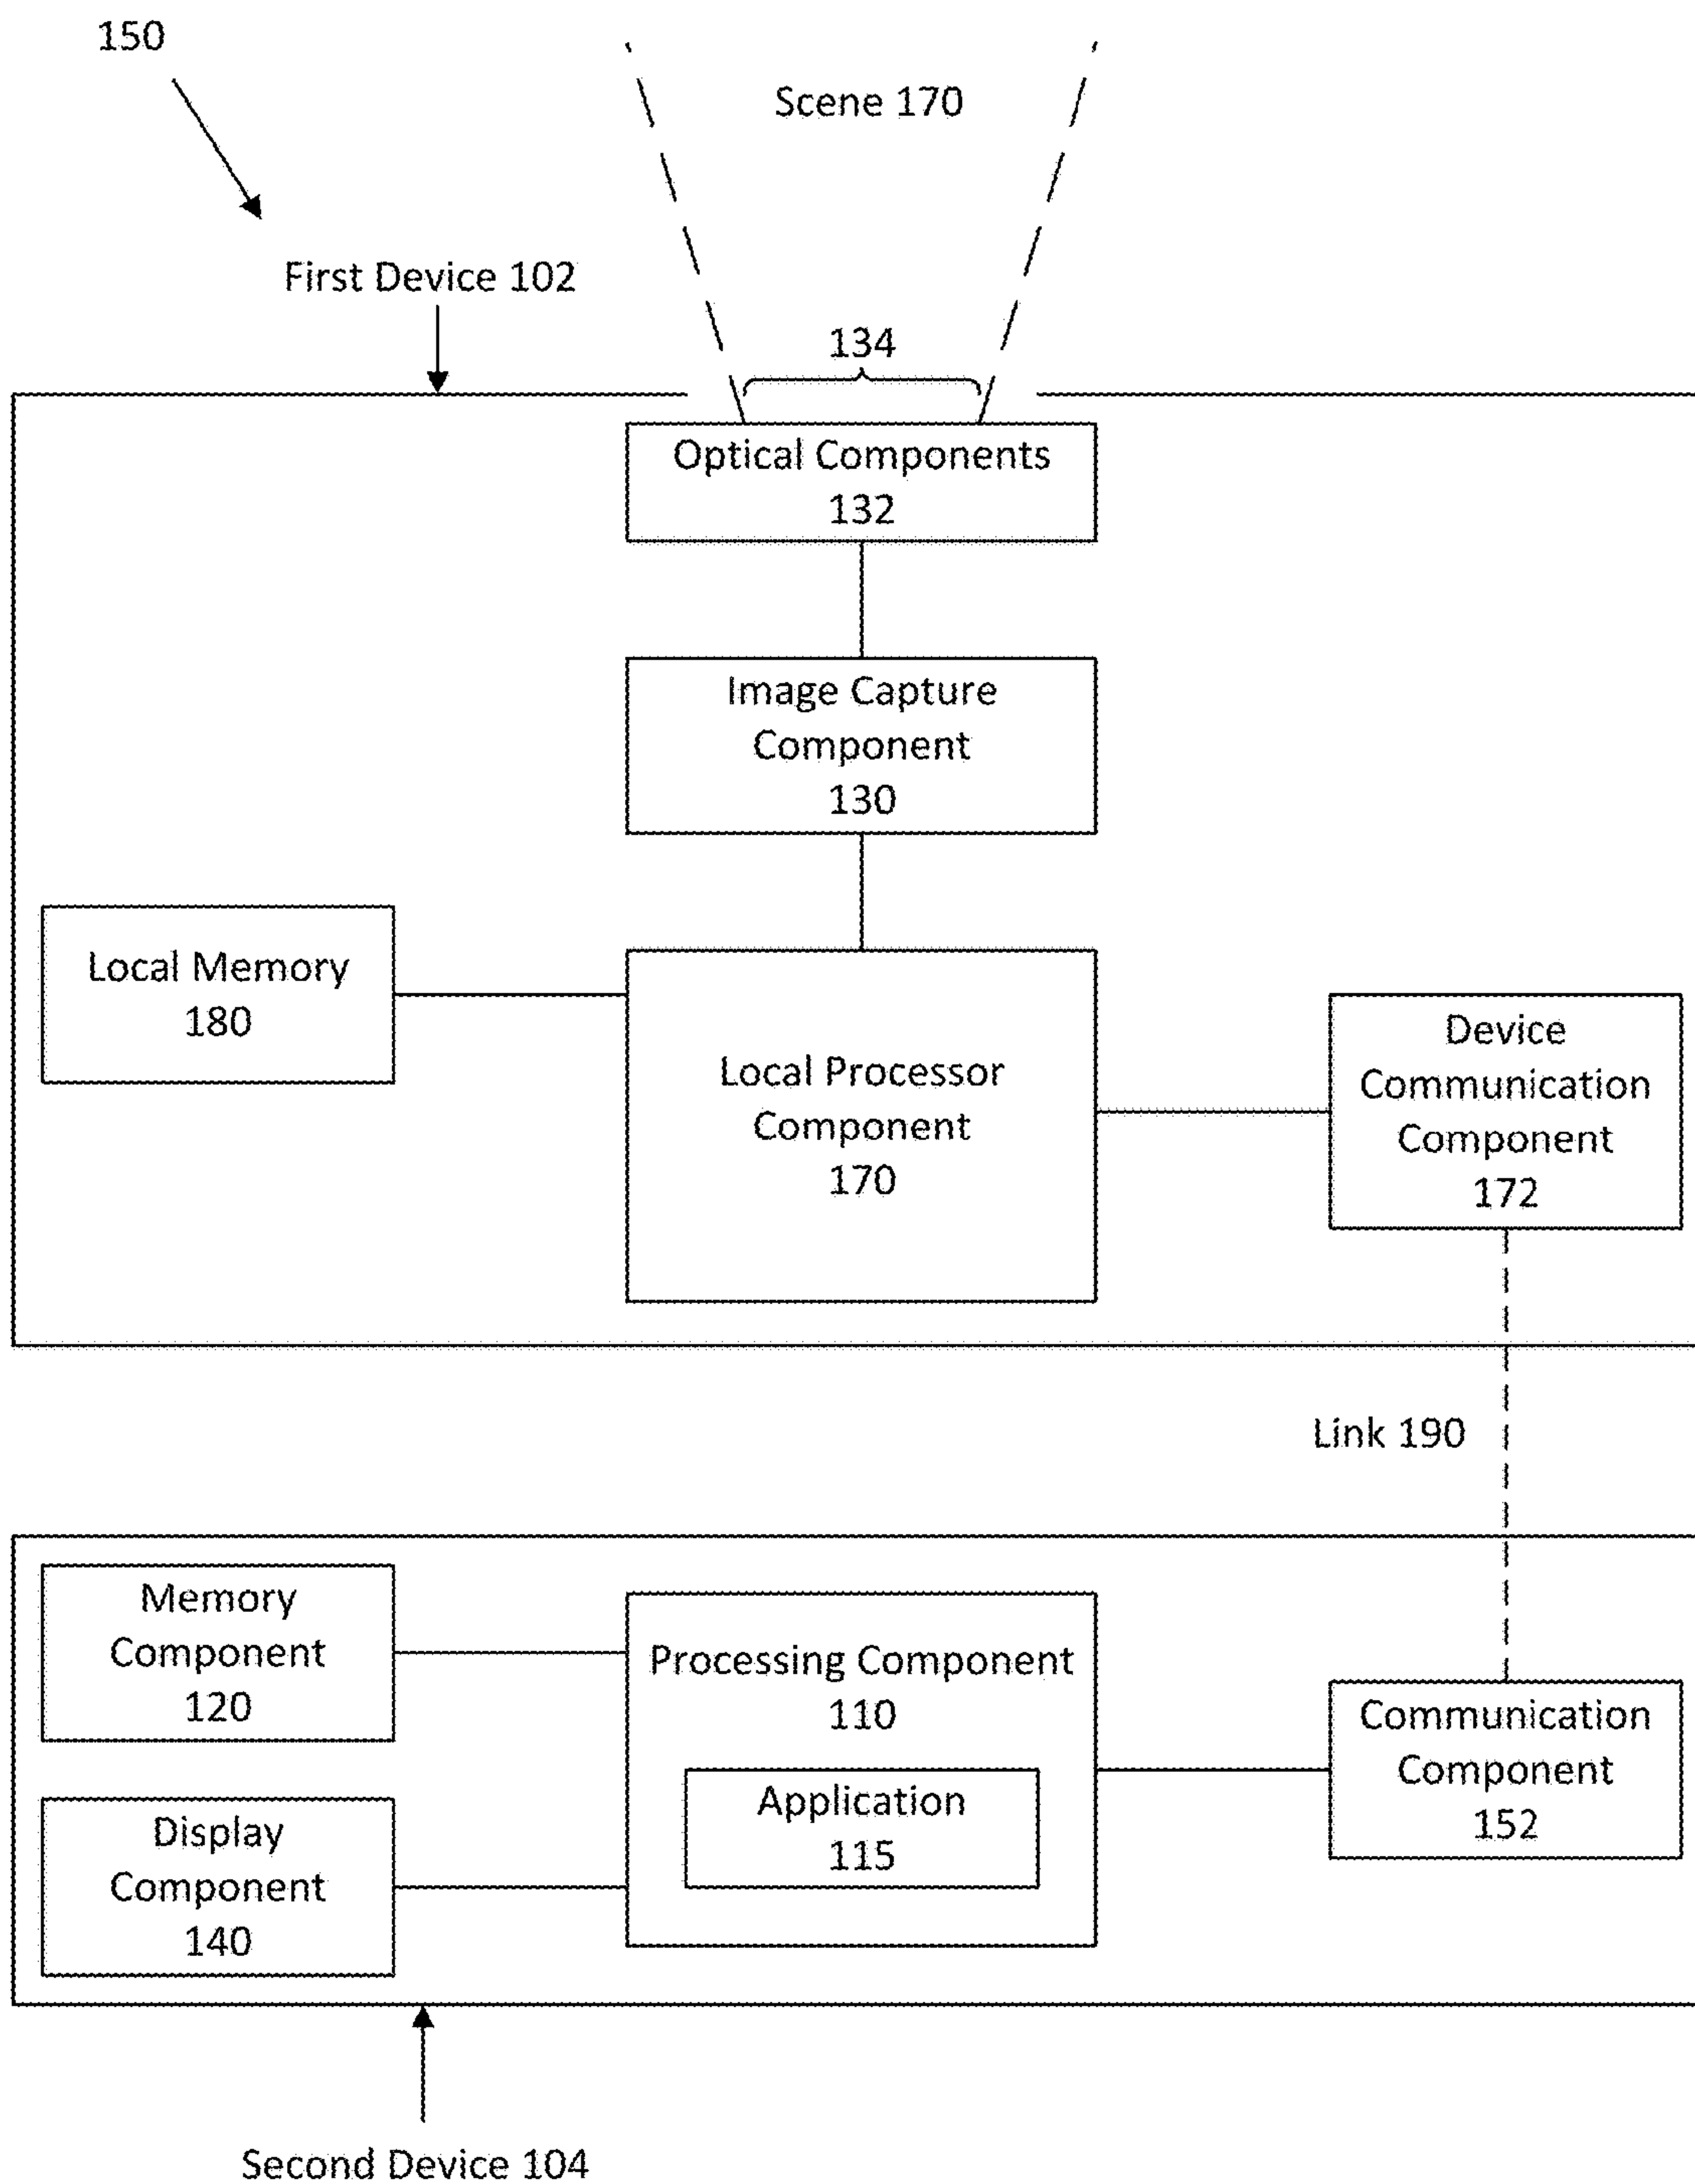 150
Scene 170
First Device 102
134
Optical Components
132
Image Capture
Component
130
Local Memory
180
Local Processor
Component
170
Device
Communication
Component
172
Link 190
Memory
Component
120
Processing Component
110
Application
115
Communication
Component
152
Display
Component
140
Second Device 104